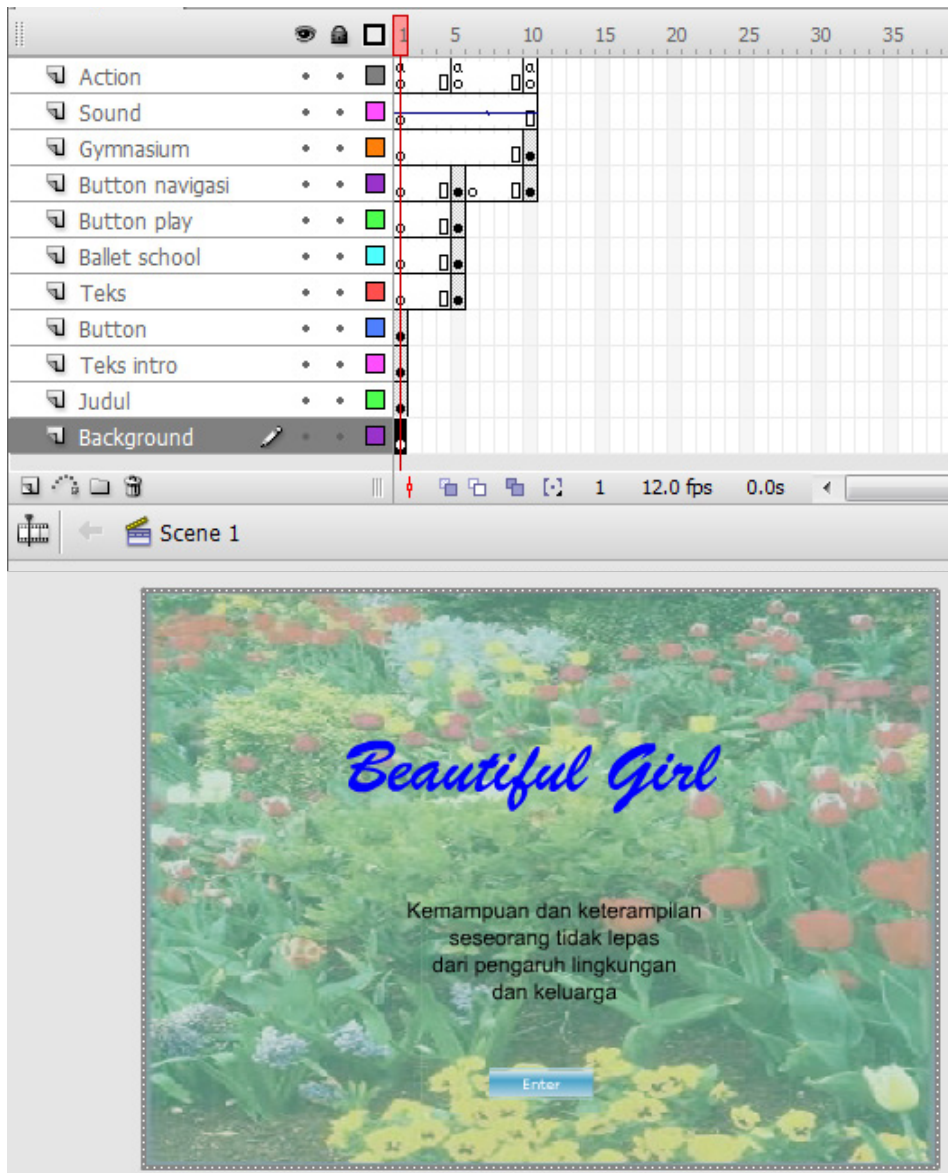 1 5 10 15 20 25 30 35
Action
a a a
Sound
Gymnasium
Button navigasi
Button play
Ballet school
Teks
Button
Teks intro
Judul
Background
1 12.0 fps 0.0s
Scene 1
Beautiful Girl
Kemampuan dan keterampilan
seseorang tidak lepas
dari pengaruh lingkungan
dan keluarga
Enter